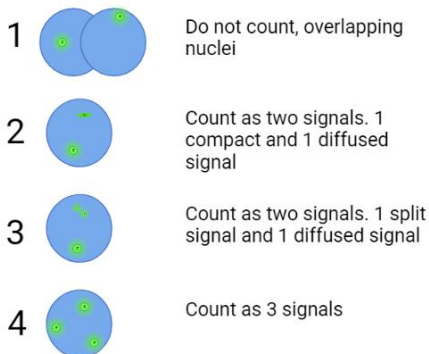 1
Do not count, overlapping
nuclei
2
Count as two signals. 1
compact and 1 diffused
signal
3
Count as two signals. 1 split
signal and 1 diffused signal
4
Count as 3 signals